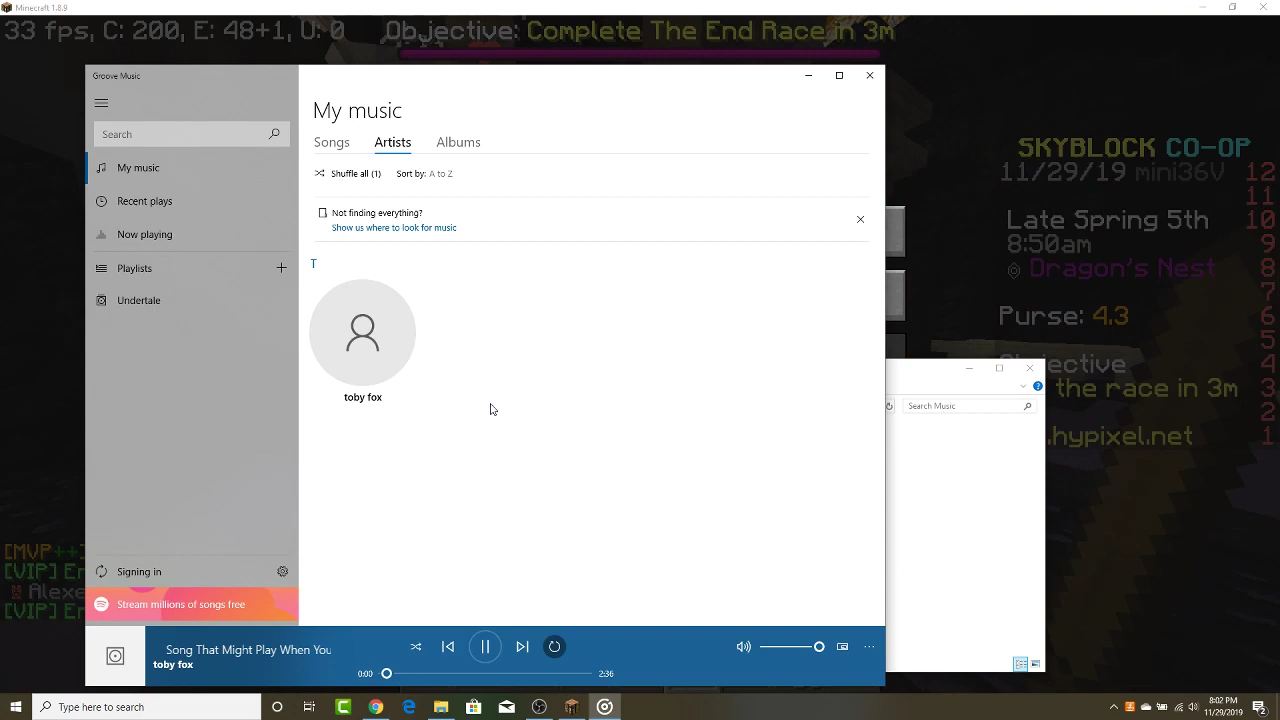 Minecraft 1.8.9
33 fps, C: 200, E: 48+1, U: 0
Objective: Complete The End Race in 3m
Groove Music
Search
My music
Recent plays
Now playing
Playlists
Undertale
Signing in
Stream millions of songs free
My music
Songs Artists Albums
Shuffle all (1) Sort by: A to Z
Not finding everything?
Show us where to look for music
T
toby fox
Song That Might Play When You
toby fox
0:00
2:36
SKYBLOCK CO-OP
11/29/19 mini36V 12
11
Late Spring 5th 10
8:50am 9
Dragon's Nest 8
7
Purse: 4.3 6
5
Objective 4
the race in 3m 3
2
.hypixel.net 1
Search Music
[MVP++]
[VIP] En
Alexe
[VIP] Er
Type here to search
8:02 PM
11/29/2019
2